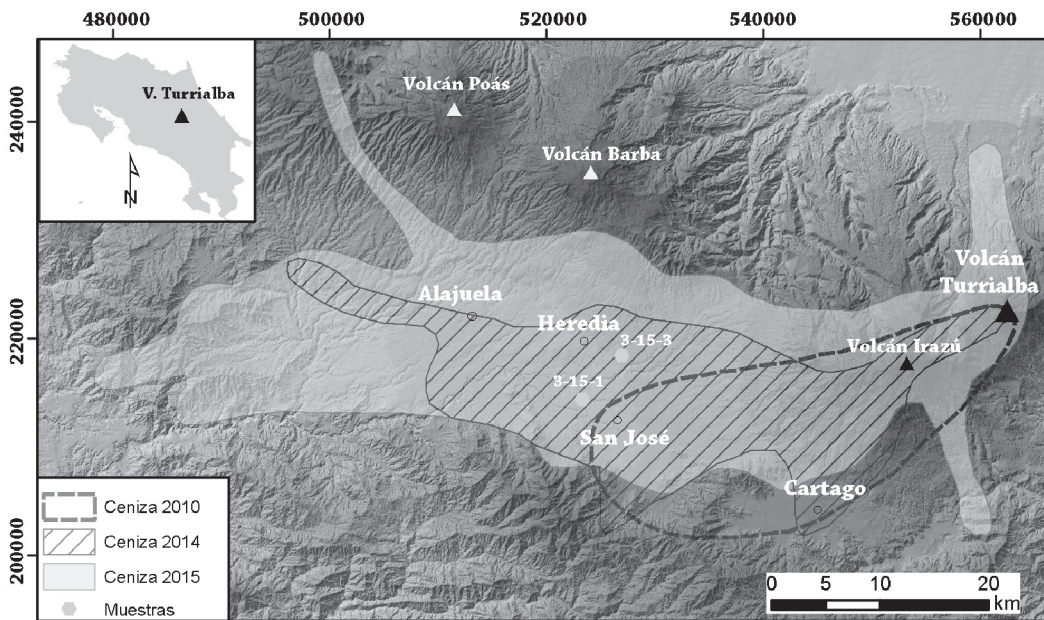 480000 500000 520000 540000 560000
240000
220000
200000
V. Turrialba
N
Volcán Poás
Volcán Barba
Volcán
Turrialba
Alajuela
Heredia
3-15-3
Volcán Irazú
3-15-1
San José
Cartago
Ceniza 2010
Ceniza 2014
Ceniza 2015
Muestras
0 5 10 20
km